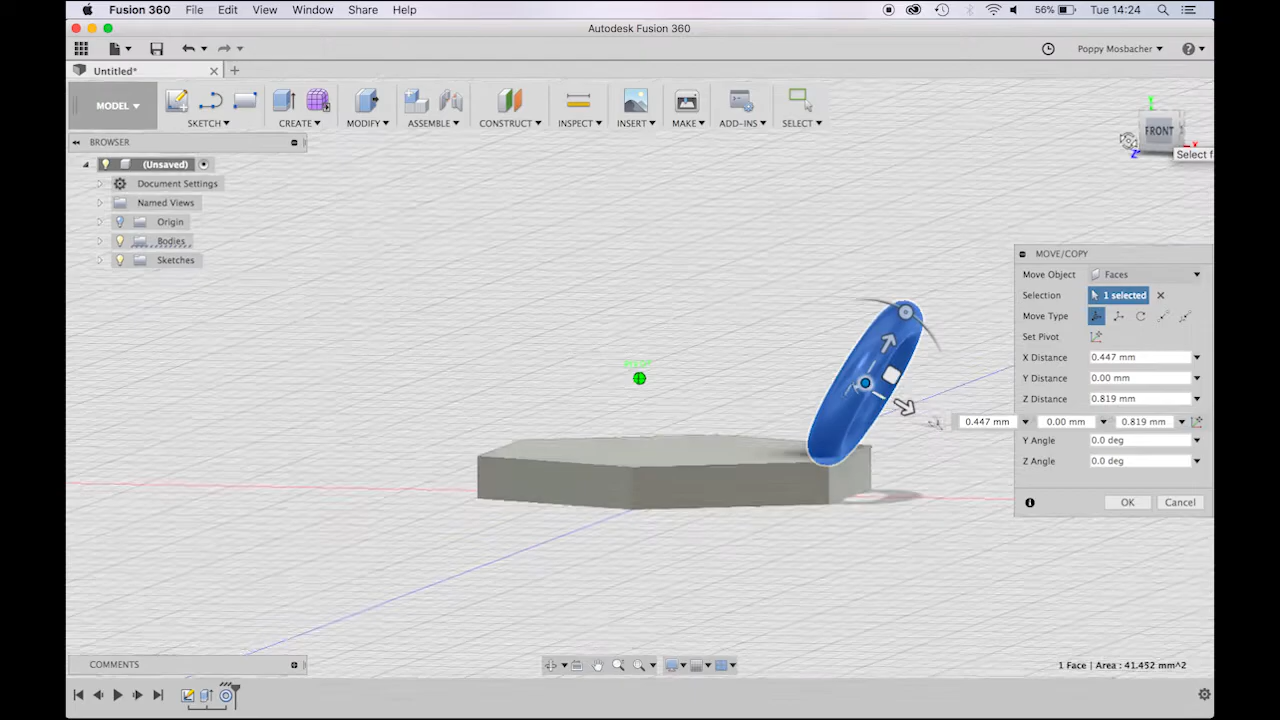 Fusion 360 File Edit View Window Share Help 56% Tue 14:24
Autodesk Fusion 360
Poppy Mosbacher
Untitled*
MODEL
SKETCH CREATE MODIFY ASSEMBLE CONSTRUCT INSPECT INSERT MAKE ADD-INS SELECT
BROWSER
(Unsaved)
Document Settings
Named Views
Origin
Bodies
Sketches
Y
FRONT
X
Z
Select f
MOVE/COPY
Move Object Faces
Selection 1 selected
Move Type
Set Pivot
X Distance 0.447 mm
Y Distance 0.00 mm
Z Distance 0.819 mm
0.447 mm 0.00 mm 0.819 mm
Y Angle 0.0 deg
Z Angle 0.0 deg
OK Cancel
COMMENTS
1 Face | Area : 41.452 mm^2